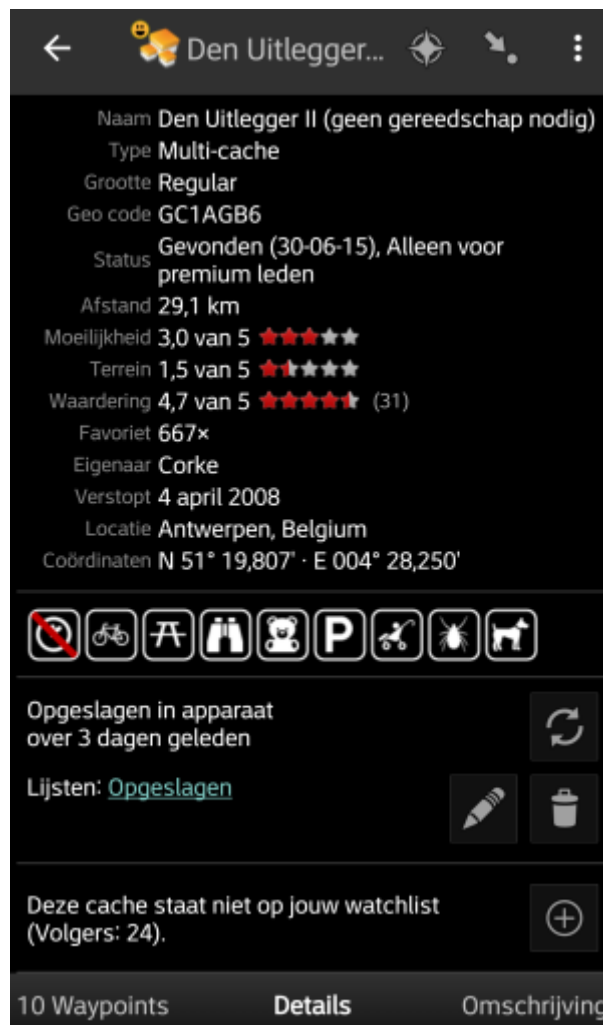 Den Uitlegger...
Naam Den Uitlegger II (geen gereedschap nodig)
Type Multi-cache
Grootte Regular
Geo code GC1AGB6
Status Gevonden (30-06-15), Alleen voor
premium leden
Afstand 29,1 km
Moeilijkheid 3,0 van 5
Terrein 1,5 van 5
Waardering 4,7 van 5 (31)
Favoriet 667×
Eigenaar Corke
Verstopt 4 april 2008
Locatie Antwerpen, Belgium
Coördinaten N 51° 19,807' · E 004° 28,250'
P
Opgeslagen in apparaat
over 3 dagen geleden
Lijsten: Opgeslagen
Deze cache staat niet op jouw watchlist
(Volgers: 24).
10 Waypoints Details Omschrijving